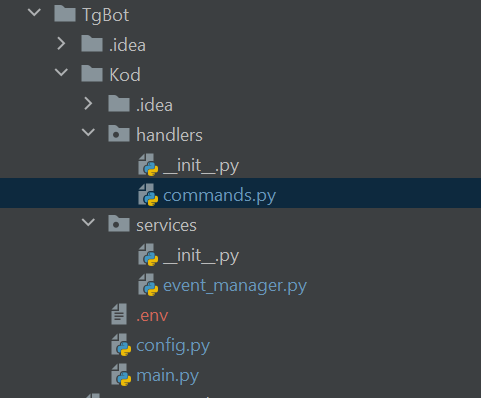 TgBot
.idea
Kod
.idea
handlers
__init__.py
commands.py
services
__init__.py
event_manager.py
.env
config.py
main.py